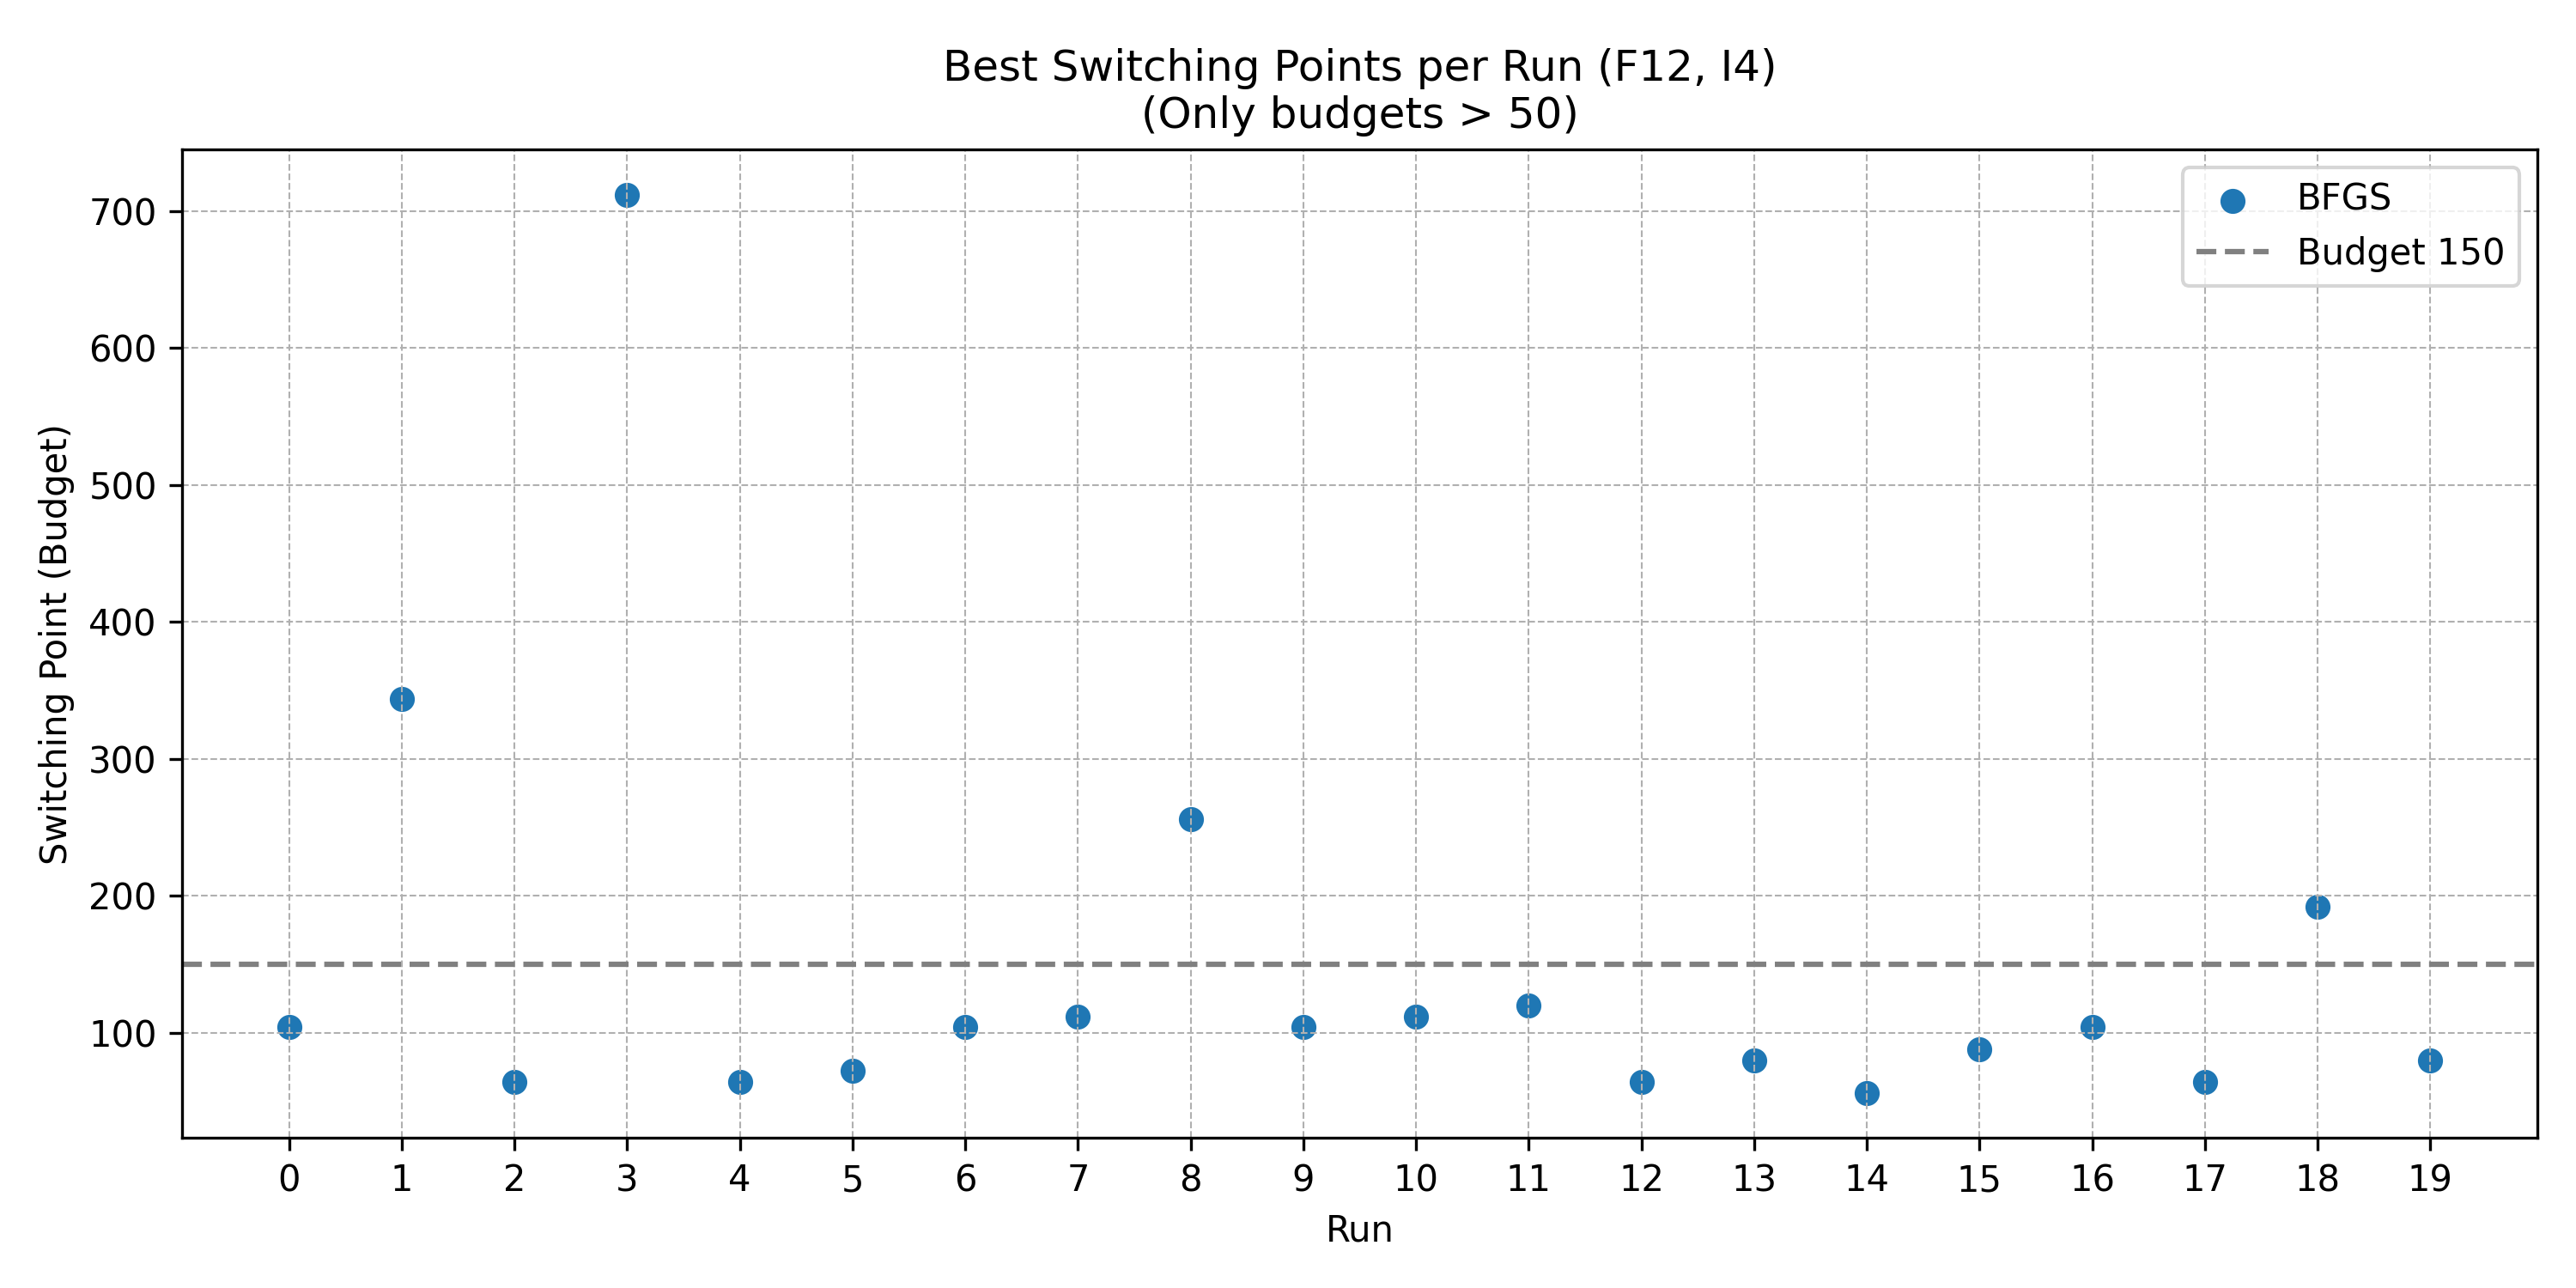 Best Switching Points per Run (F12, I4)
(Only budgets > 50)
BFGS
Budget 150
Switching Point (Budget)
700
600
500
400
300
200
100
0 1 2 3 4 5 6 7 8 9 10 11 12 13 14 15 16 17 18 19
Run